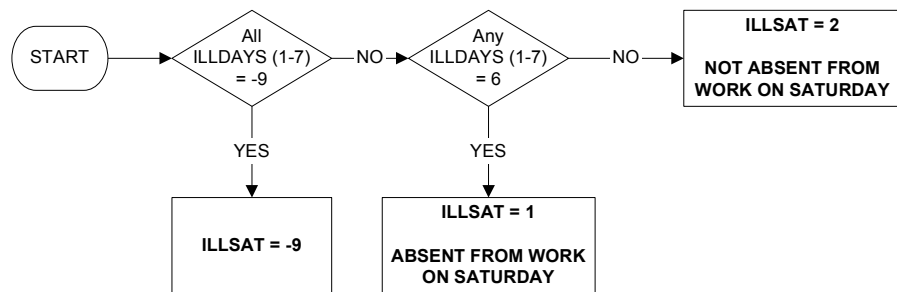 START
All
ILLDAYS (1-7)
= -9
NO
Any
ILLDAYS (1-7)
= 6
NO
ILLSAT = 2
NOT ABSENT FROM
WORK ON SATURDAY
YES
YES
ILLSAT = -9
ILLSAT = 1
ABSENT FROM WORK
ON SATURDAY